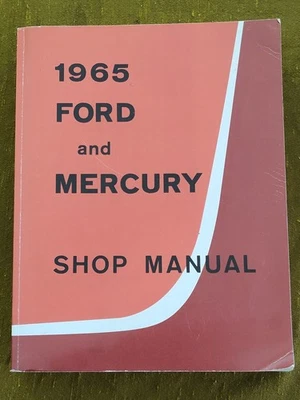 1965
FORD
and
MERCURY
SHOP MANUAL